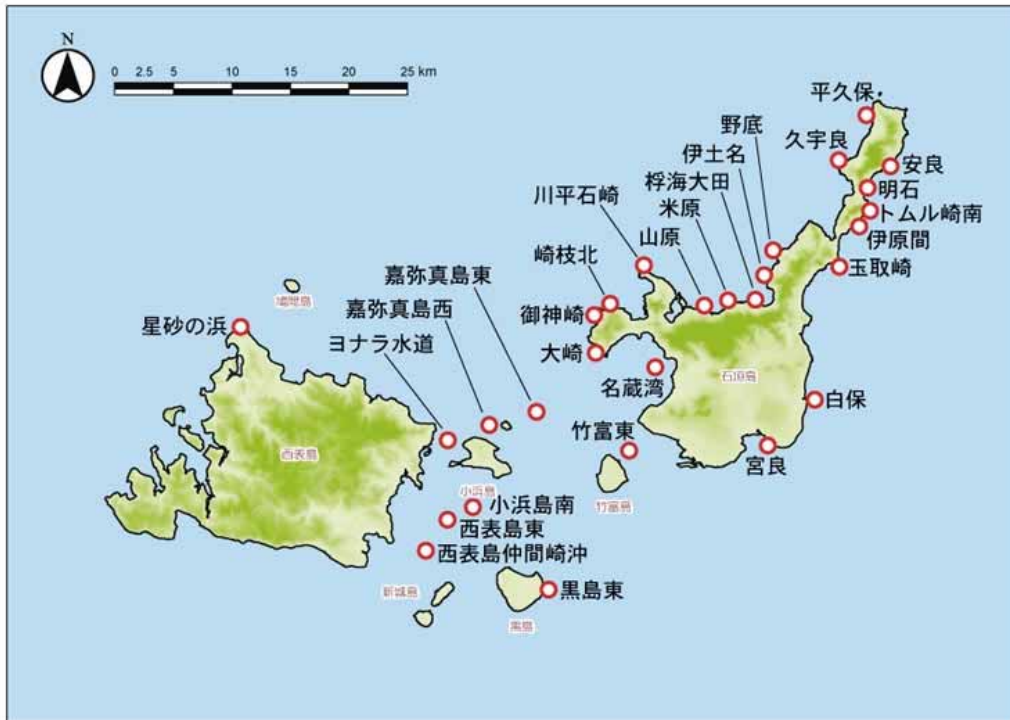 N
0 2.5 5 10 15 20 25 km
平久保
野底
久宇良
伊土名
安良
桴海大田
明石
川平石崎
米原
トムル崎南
山原
伊原間
崎枝北
玉取崎
嘉弥真島東
鳩間島
嘉弥真島西
御神崎
星砂の浜
ヨナラ水道
大崎
名蔵湾
石垣島
白保
竹富東
西表島
宮良
小浜島
小浜島南
竹富島
西表島東
西表島仲間崎沖
新城島
黒島東
黒島